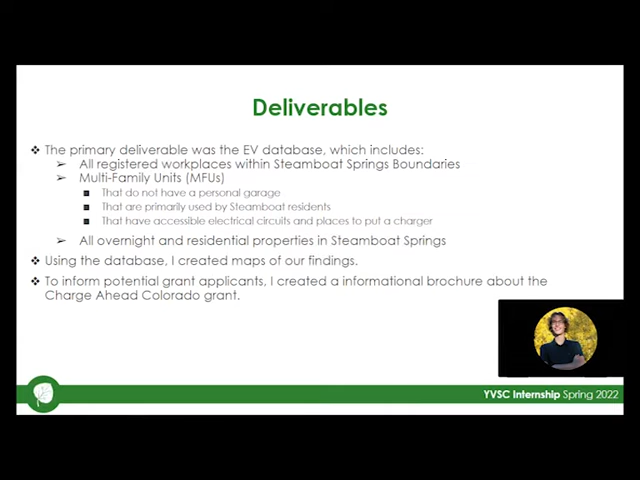 Deliverables
❖ The primary deliverable was the EV database, which includes:
➢ All registered workplaces within Steamboat Springs Boundaries
➢ Multi-Family Units (MFUs)
■ That do not have a personal garage
■ That are primarily used by Steamboat residents
■ That have accessible electrical circuits and places to put a charger
➢ All overnight and residential properties in Steamboat Springs
❖ Using the database, I created maps of our findings.
❖ To inform potential grant applicants, I created a informational brochure about the
Charge Ahead Colorado grant.
YVSC Internship Spring 2022